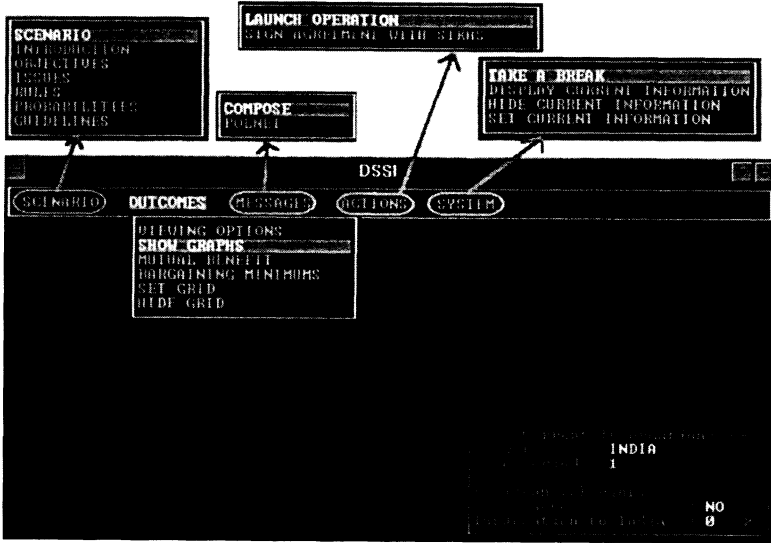 SCENARIO
INTRODUCTION
OBJECTIVES
ISSUES
RULES
PROBABILITIES
GUIDELINES
LAUNCH OPERATION
SIGN AGREEMENT WITH SIKHS
COMPOSE
POLNET
TAKE A BREAK
DISPLAY CURRENT INFORMATION
HIDE CURRENT INFORMATION
SET CURRENT INFORMATION
DSSI
SCENARIO OUTCOMES MESSAGES ACTIONS SYSTEM
VIEWING OPTIONS
SHOW GRAPHS
MUTUAL BENEFIT
BARGAINING MINIMUMS
SET GRID
HIDE GRID
INDIA
1
NO
0